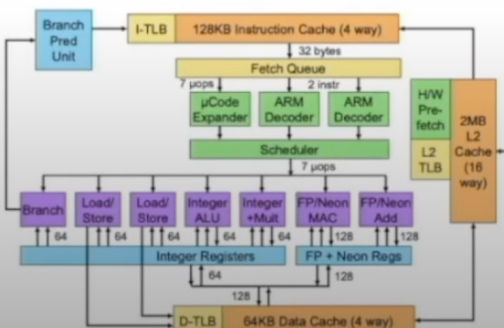 Branch
Pred
Unit
I-TLB
128KB Instruction Cache (4 way)
32 bytes
Fetch Queue
7 μops
2 instr
μCode
Expander
ARM
Decoder
ARM
Decoder
H/W
Pre-
fetch
L2
TLB
2MB
L2
Cache
(16
way)
Scheduler
7 μops
Branch
Load/
Store
Load/
Store
Integer
ALU
Integer
+Mult
FP/Neon
MAC
FP/Neon
Add
64
64
64
64
64
128
128
Integer Registers
FP + Neon Regs
64
128
128
D-TLB
64KB Data Cache (4 way)